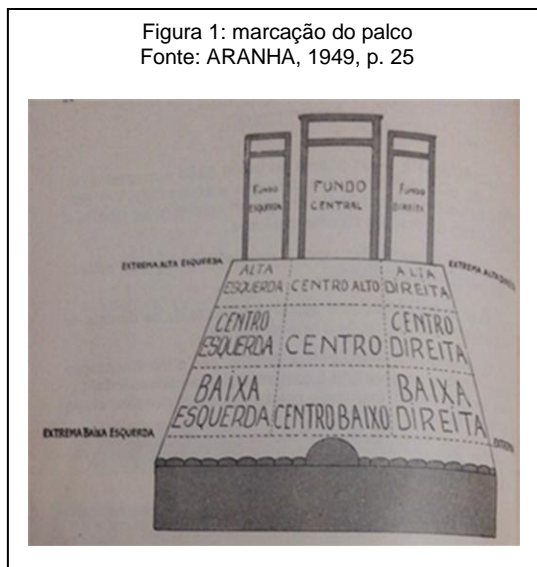 Figura 1: marcação do palco
Fonte: ARANHA, 1949, p. 25
FUNDO ESQUERDA
FUNDO CENTRAL
FUNDO DIREITA
EXTREMA ALTA ESQUERDA
EXTREMA ALTA
ALTA ESQUERDA
CENTRO ALTO
ALTA DIREITA
CENTRO ESQUERDA
CENTRO
CENTRO DIREITA
BAIXA ESQUERDA
CENTRO BAIXO
BAIXA DIREITA
EXTREMA BAIXA ESQUERDA